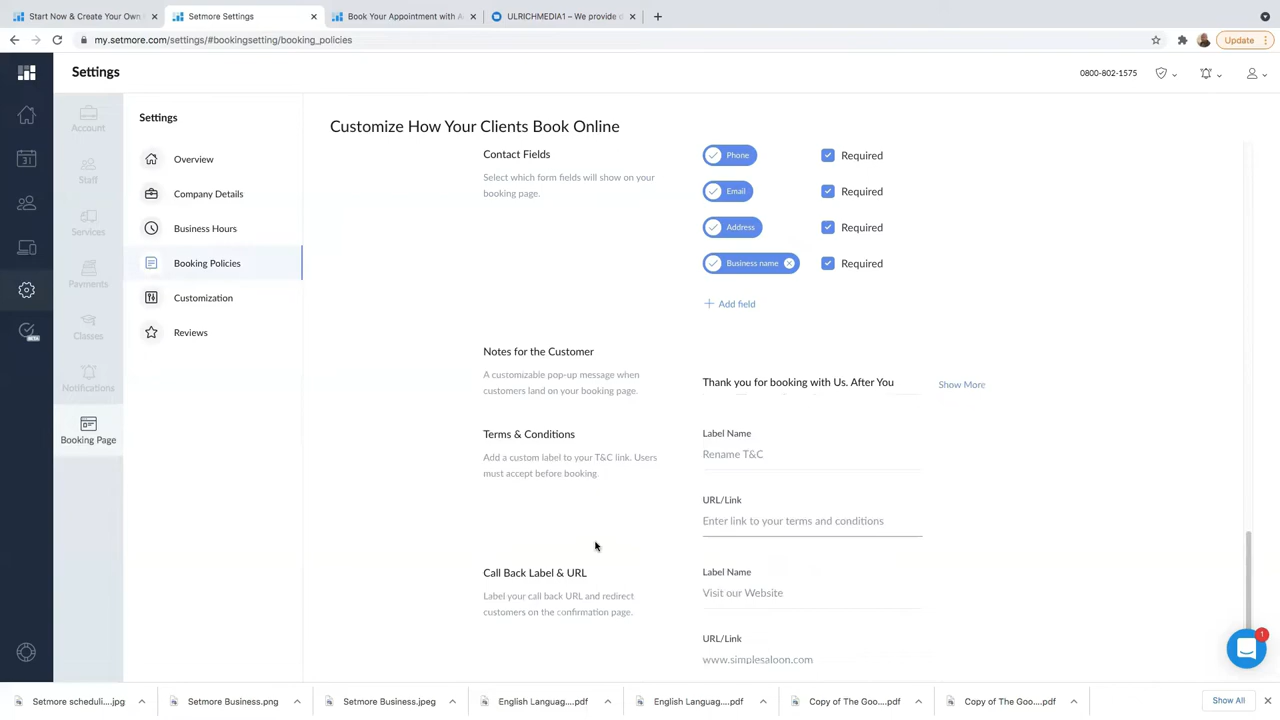 Start Now & Create Your Own
Setmore Settings
Book Your Appointment with A
ULRICHMEDIA1 – We provide
my.setmore.com/settings/#bookingsetting/booking_policies
Update
Settings
0800-802-1575
Account
Staff
Services
Payments
Classes
Notifications
Booking Page
31
BETA
Settings
Overview
Company Details
Business Hours
Booking Policies
Customization
Reviews
Customize How Your Clients Book Online
Contact Fields
Select which form fields will show on your
booking page.
Phone
Required
Email
Required
Address
Required
Business name
Required
Add field
Notes for the Customer
A customizable pop-up message when
customers land on your booking page.
Thank you for booking with Us. After You
Show More
Terms & Conditions
Add a custom label to your T&C link. Users
must accept before booking.
Label Name
Rename T&C
URL/Link
Enter link to your terms and conditions
Call Back Label & URL
Label your call back URL and redirect
customers on the confirmation page.
Label Name
Visit our Website
URL/Link
www.simplesaloon.com
1
Setmore scheduli....jpg
Setmore Business.png
Setmore Business.jpeg
English Languag....pdf
English Languag....pdf
Copy of The Goo....pdf
Copy of The Goo....pdf
Show All